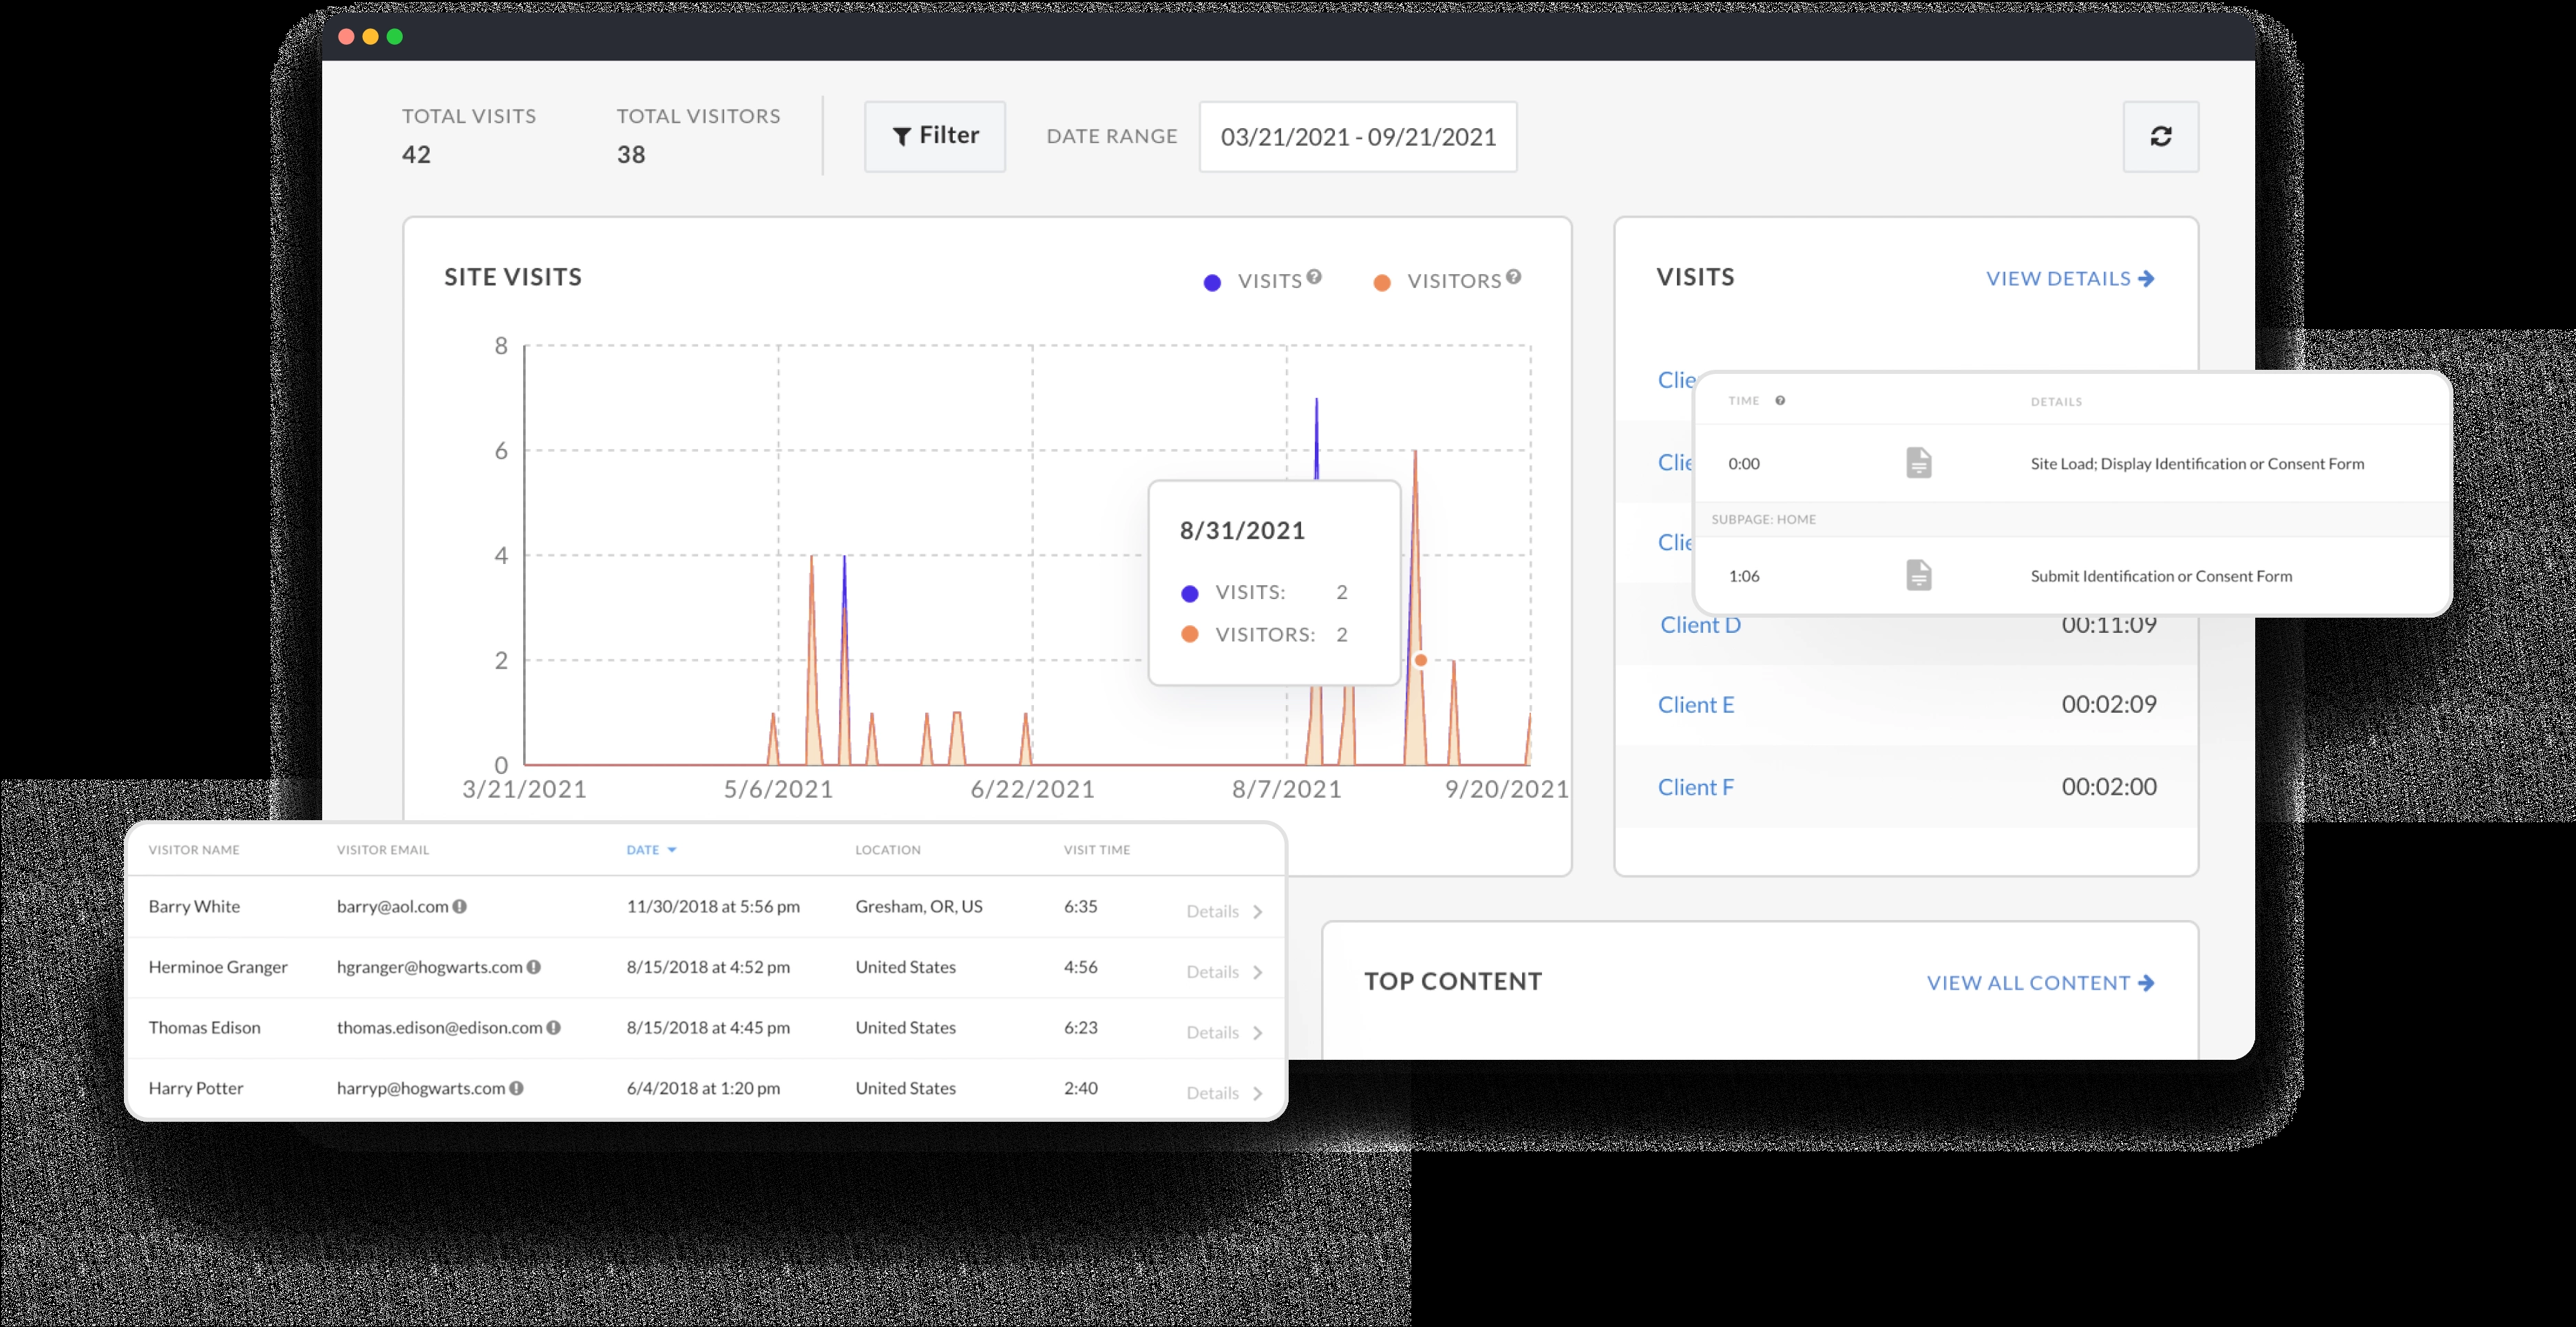 TOTAL VISITS
42
TOTAL VISITORS
38
Filter
DATE RANGE
03/21/2021 - 09/21/2021
SITE VISITS
VISITS
VISITORS
8
6
4
2
0
3/21/2021
5/6/2021
6/22/2021
8/7/2021
9/20/2021
8/31/2021
VISITS: 2
VISITORS: 2
VISITS
VIEW DETAILS
TIME DETAILS
0:00 Site Load; Display Identification or Consent Form
SUBPAGE: HOME
1:06 Submit Identification or Consent Form
Client D 00:11:09
Client E 00:02:09
Client F 00:02:00
VISITOR NAME VISITOR EMAIL DATE LOCATION VISIT TIME
Barry White barry@aol.com 11/30/2018 at 5:56 pm Gresham, OR, US 6:35 Details
Herminoe Granger hgranger@hogwarts.com 8/15/2018 at 4:52 pm United States 4:56 Details
Thomas Edison thomas.edison@edison.com 8/15/2018 at 4:45 pm United States 6:23 Details
Harry Potter harryp@hogwarts.com 6/4/2018 at 1:20 pm United States 2:40 Details
TOP CONTENT
VIEW ALL CONTENT